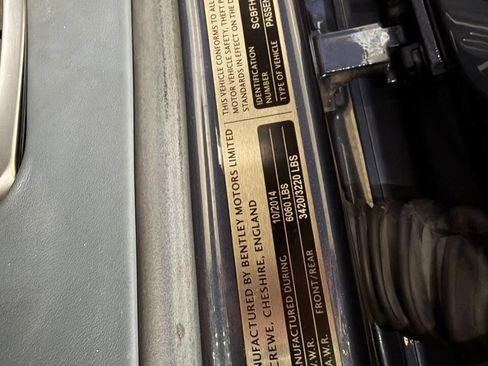 NUFACTURED BY BENTLEY MOTORS LIMITED
CREWE, CHESHIRE, ENGLAND
NUFACTURED DURING 10/2014
V.W.R. 6060 LBS
A.W.R. FRONT/REAR 3420/3220 LBS
THIS VEHICLE CONFORMS TO ALL
MOTOR VEHICLE SAFETY, THEFT P
STANDARDS IN EFFECT ON THE D
IDENTIFICATION NUMBER SCBFH
TYPE OF VEHICLE PASSEN